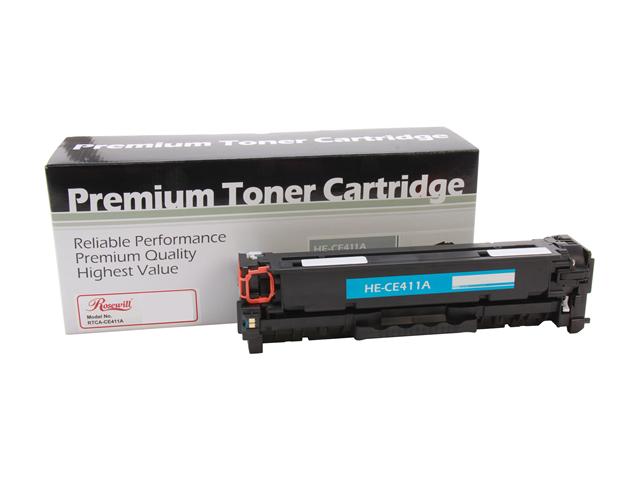 Premium Toner Cartridge
Premium Toner Cartridge
Reliable Performance
Premium Quality
Highest Value
HE-CE411A
Rosewill
Model No.
RTCA-CE411A
HE-CE411A